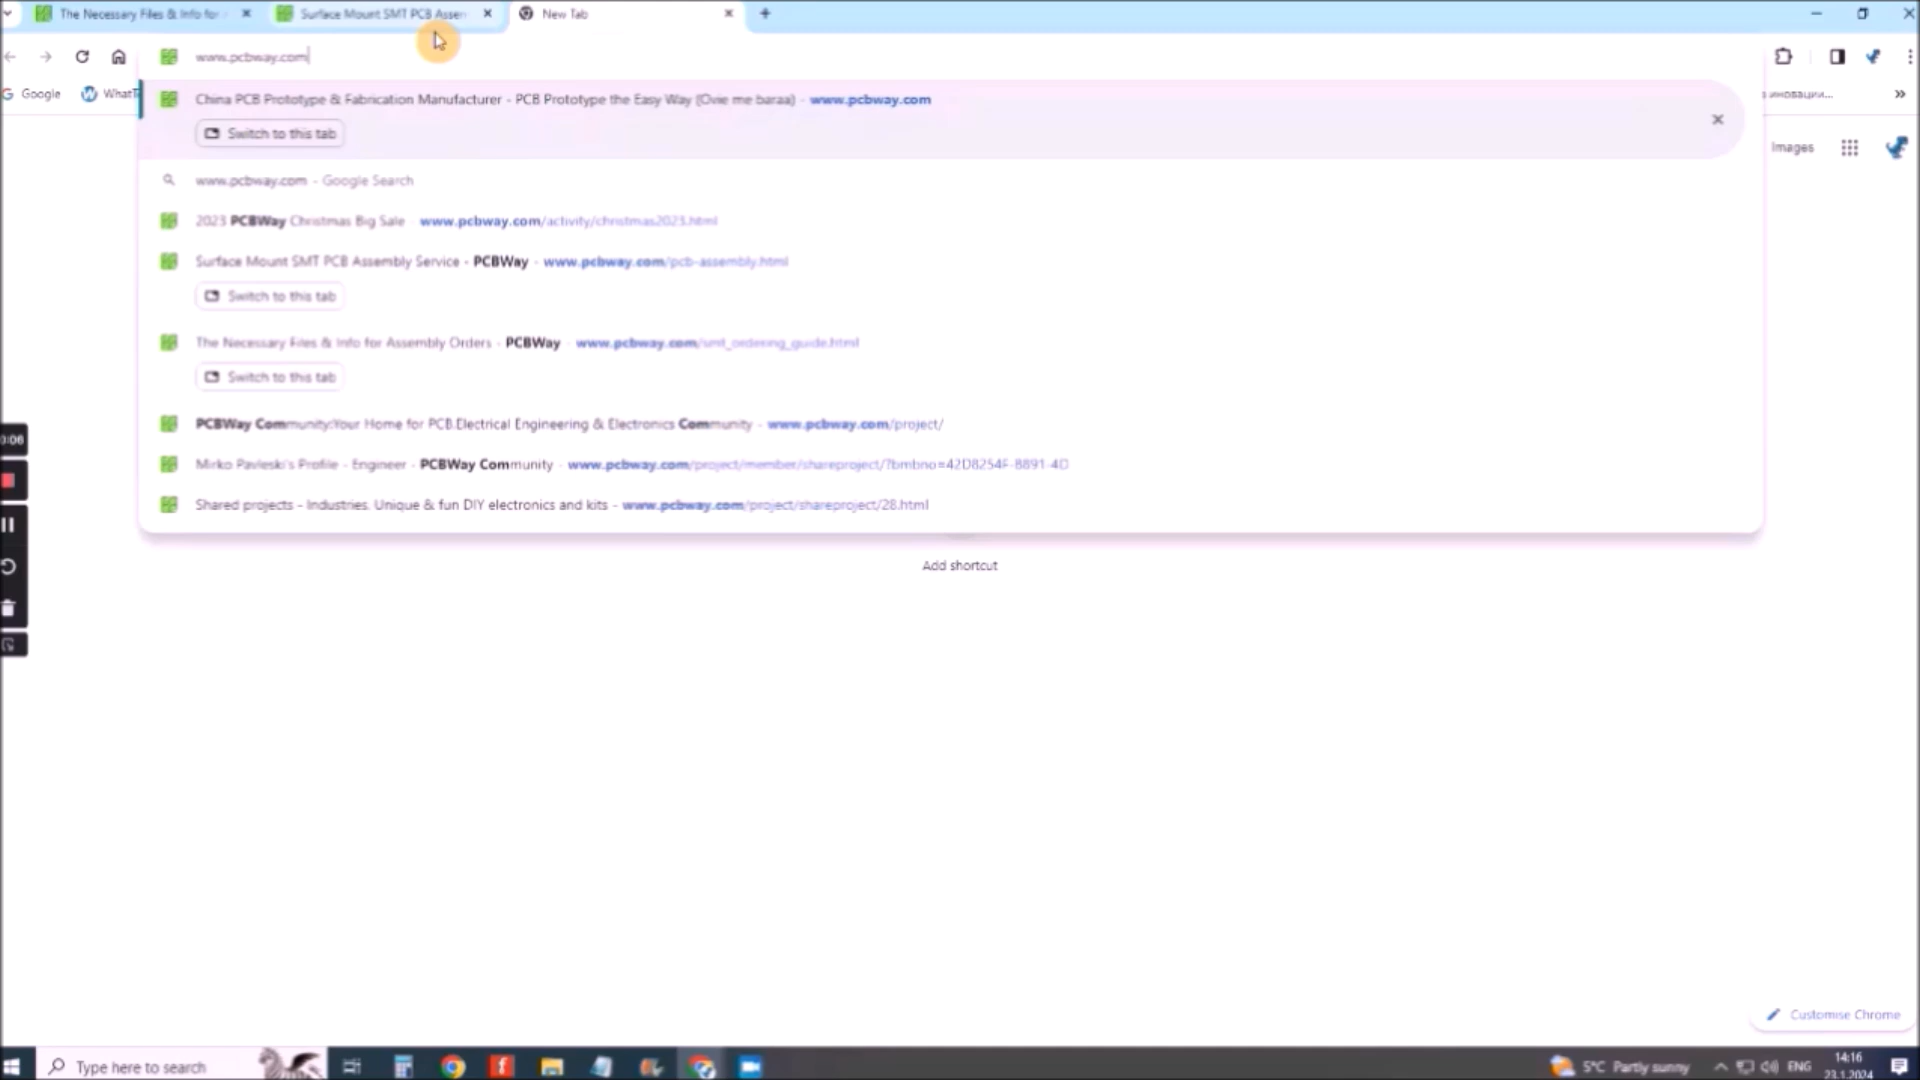 The Necessary Files & Info for
Surface Mount SMT PCB Assem
New Tab
www.pcbway.com
Google
China PCB Prototype & Fabrication Manufacturer - PCB Prototype the Easy Way (Ovie me baraa) - www.pcbway.com
Switch to this tab
Images
www.pcbway.com - Google Search
2023 PCBWay Christmas Big Sale - www.pcbway.com/activity/christmas2023.html
Surface Mount SMT PCB Assembly Service - PCBWay - www.pcbway.com/pcb-assembly.html
Switch to this tab
The Necessary Files & Info for Assembly Orders - PCBWay - www.pcbway.com/smt_ordering_guide.html
Switch to this tab
PCBWay Community:Your Home for PCB,Electrical Engineering & Electronics Community - www.pcbway.com/project/
Mirko Pavleski's Profile - Engineer - PCBWay Community - www.pcbway.com/project/member/shareproject/?bmbno=42D8254F-8891-4D
Shared projects - Industries. Unique & fun DIY electronics and kits - www.pcbway.com/project/shareproject/28.html
Add shortcut
Customise Chrome
Type here to search
5°C Partly sunny
ENG
14:16
23.1.2024